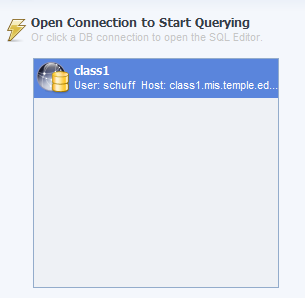 Open Connection to Start Querying
Or click a DB connection to open the SQL Editor.
class1
User: schuff Host: class1.mis.temple.ed...